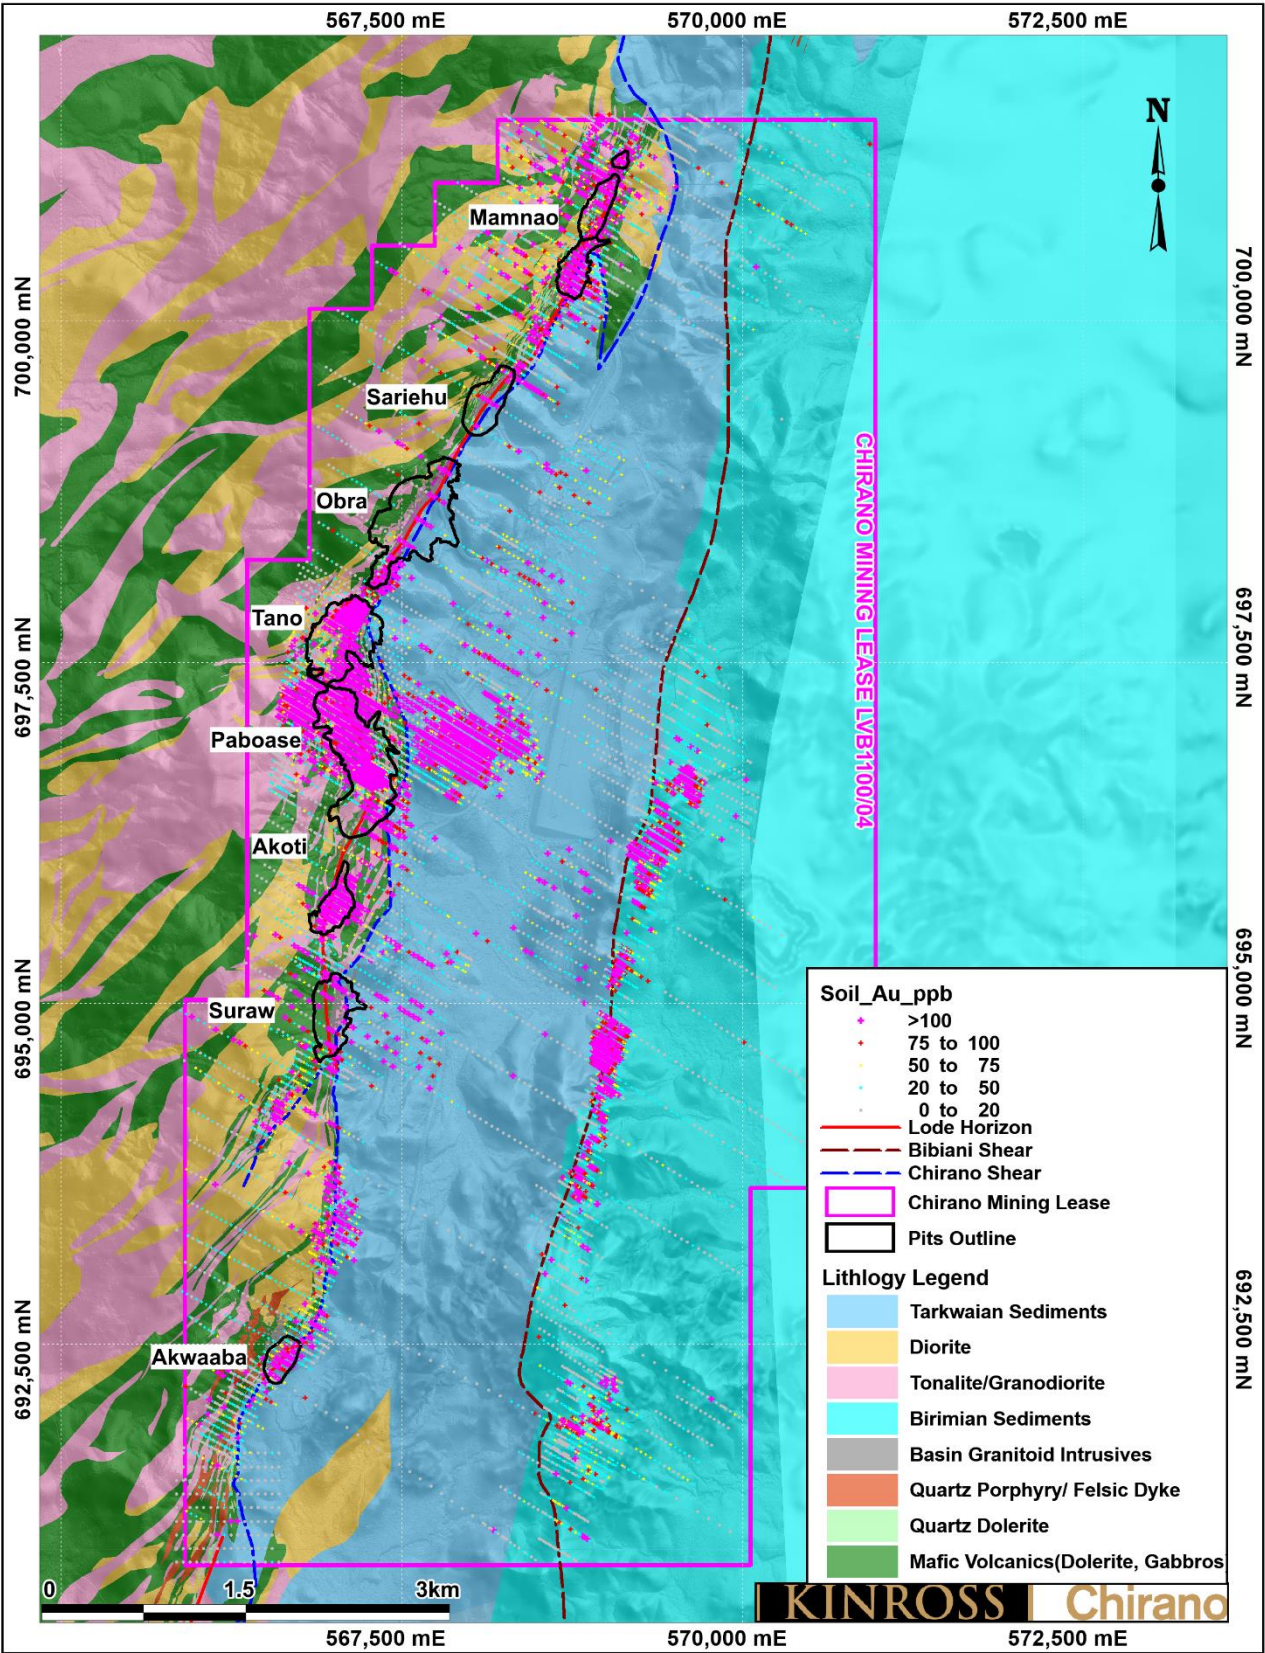 567,500 mE
570,000 mE
572,500 mE
N
Mamnao
700,000 mN
700,000 mN
Sariehu
CHIRANO MINING LEASE LVB1100/04
Obra
Tano
697,500 mN
697,500 mN
Paboase
Akoti
Suraw
695,000 mN
695,000 mN
Soil_Au_ppb
>100
75 to 100
50 to 75
20 to 50
0 to 20
Lode Horizon
Bibiani Shear
Chirano Shear
Chirano Mining Lease
Pits Outline
Lithlogy Legend
Tarkwaian Sediments
Diorite
Tonalite/Granodiorite
Birimian Sediments
Basin Granitoid Intrusives
Quartz Porphyry/ Felsic Dyke
Quartz Dolerite
Mafic Volcanics(Dolerite, Gabbros
692,500 mN
692,500 mN
Akwaaba
0 1.5 3km
KINROSS Chirano
567,500 mE
570,000 mE
572,500 mE